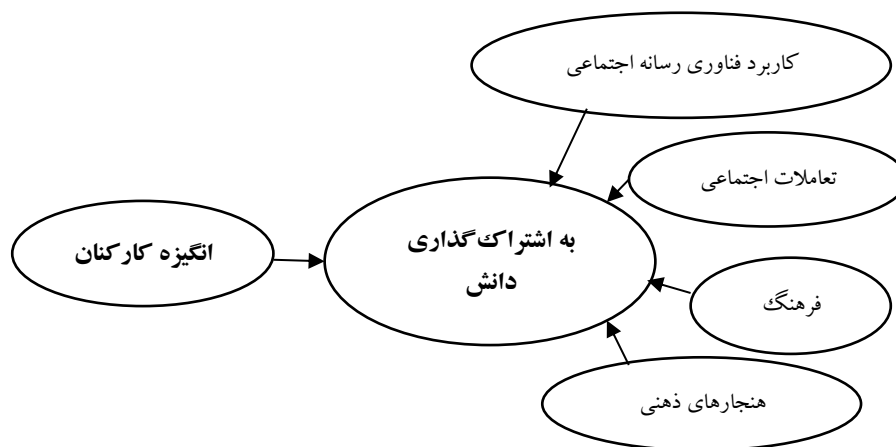 کاربرد فناوری رسانه اجتماعی
تعاملات اجتماعی
به اشتراک‌گذاری
دانش
انگیزه کارکنان
فرهنگ
هنجارهای ذهنی